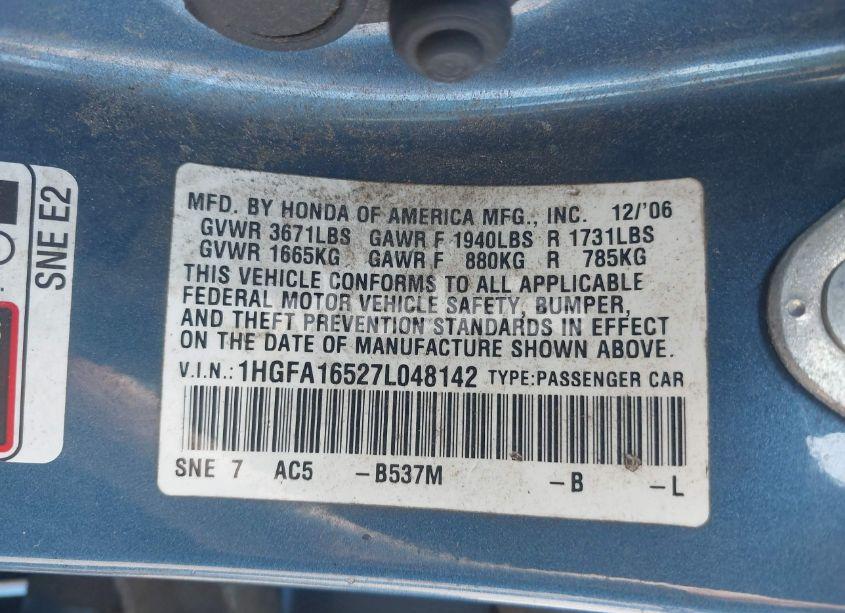 SNE E2
MFD. BY HONDA OF AMERICA MFG., INC. 12/'06
GVWR 3671LBS GAWR F 1940LBS R 1731LBS
GVWR 1665KG GAWR F 880KG R 785KG
THIS VEHICLE CONFORMS TO ALL APPLICABLE
FEDERAL MOTOR VEHICLE SAFETY, BUMPER,
AND THEFT PREVENTION STANDARDS IN EFFECT
ON THE DATE OF MANUFACTURE SHOWN ABOVE.
V.I.N.: 1HGFA16527L048142 TYPE:PASSENGER CAR
SNE 7 AC5 -B537M -B -L